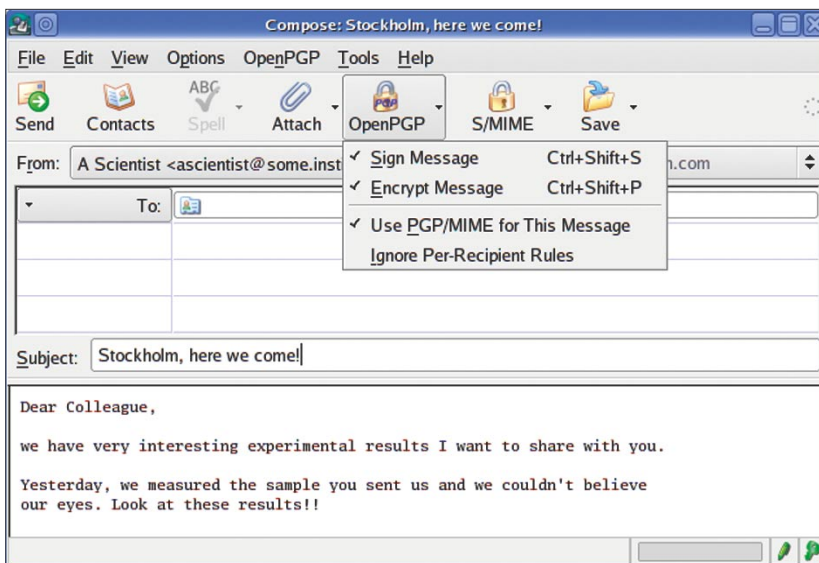 Compose: Stockholm, here we come!
File Edit View Options OpenPGP Tools Help
ABC
Send Contacts Spell Attach OpenPGP S/MIME Save
PGP
From: A Scientist <ascientist@some.inst n.com
✓ Sign Message Ctrl+Shift+S
✓ Encrypt Message Ctrl+Shift+P
✓ Use PGP/MIME for This Message
Ignore Per-Recipient Rules
To:
Subject: Stockholm, here we come!
Dear Colleague,
we have very interesting experimental results I want to share with you.
Yesterday, we measured the sample you sent us and we couldn't believe
our eyes. Look at these results!!